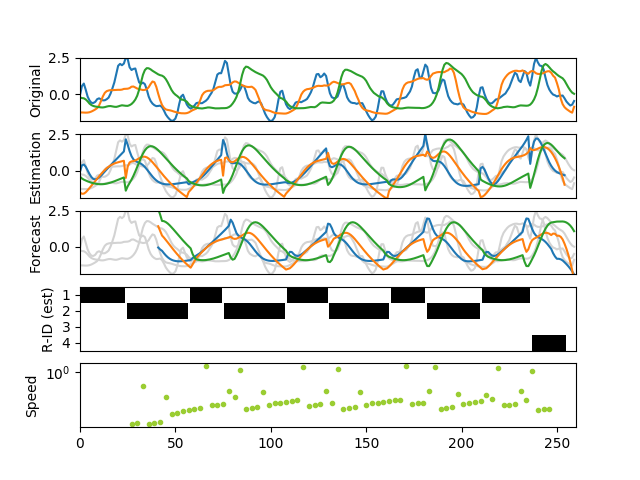 Original
2.5
0.0
Estimation
2.5
0.0
Forecast
2.5
0.0
R-ID (est)
1
2
3
4
Speed
10⁰
0 50 100 150 200 250